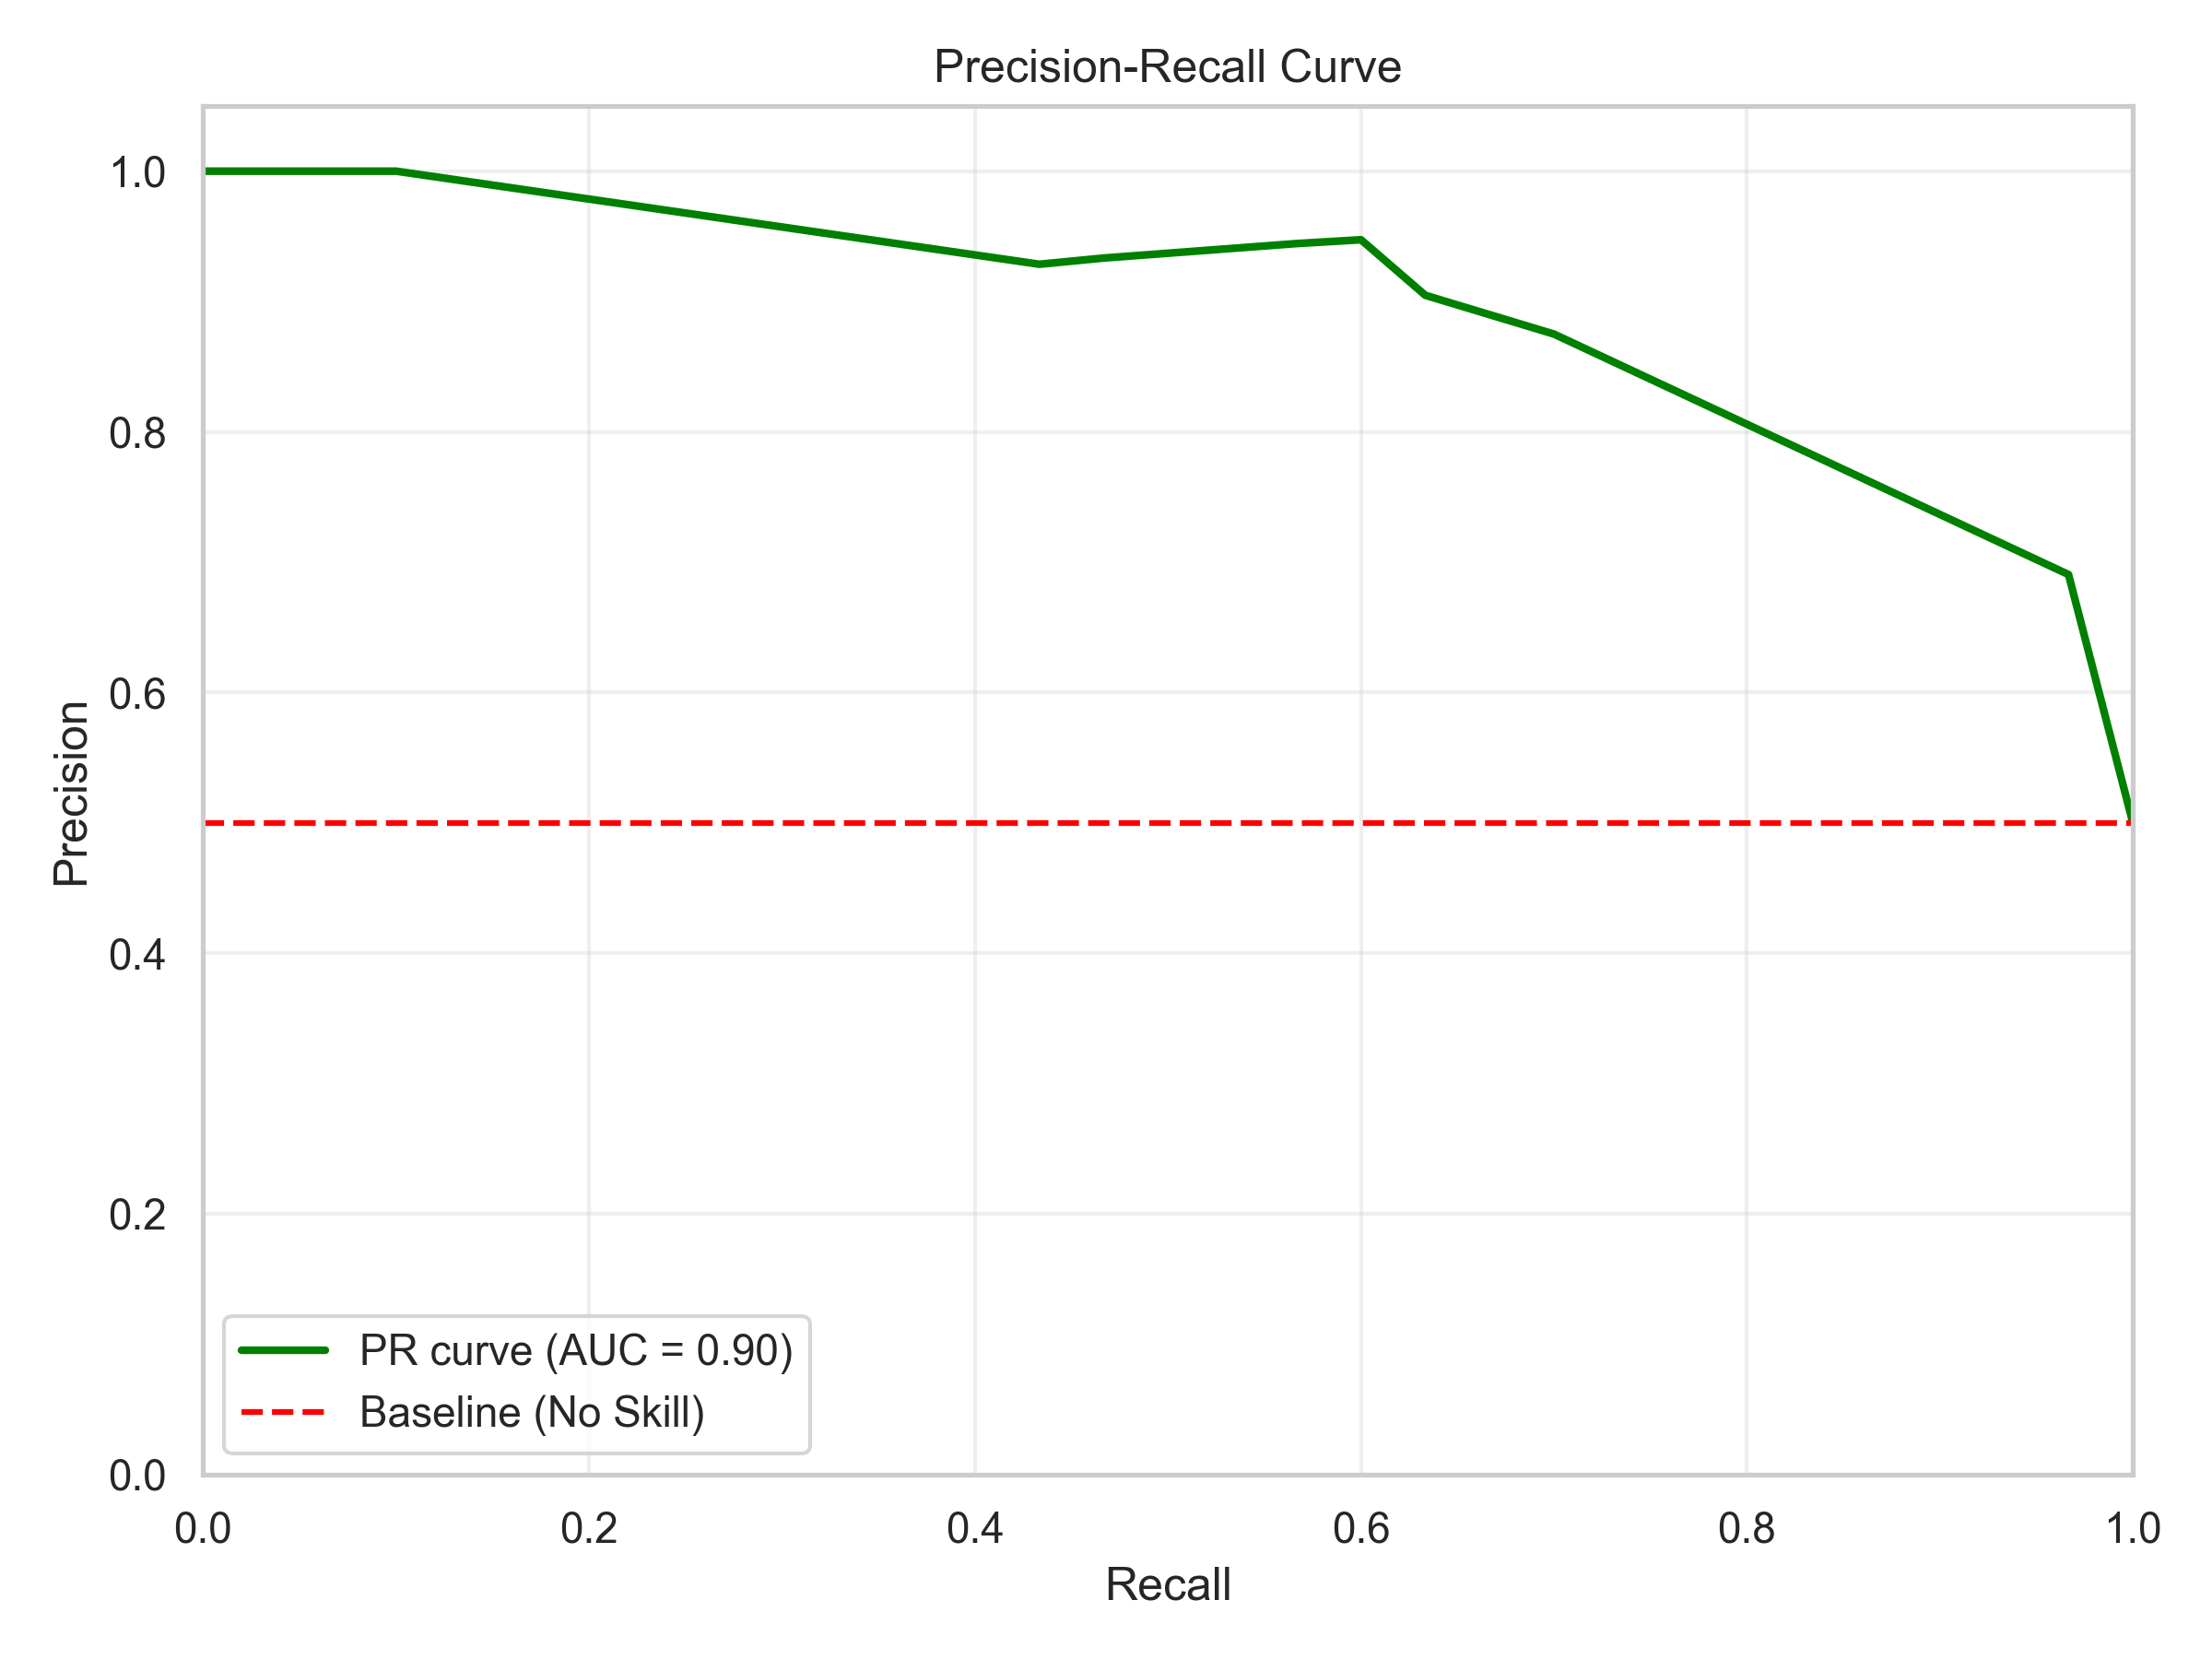 Precision-Recall Curve
1.0
0.8
0.6
0.4
0.2
0.0
Precision
PR curve (AUC = 0.90)
Baseline (No Skill)
0.0 0.2 0.4 0.6 0.8 1.0
Recall